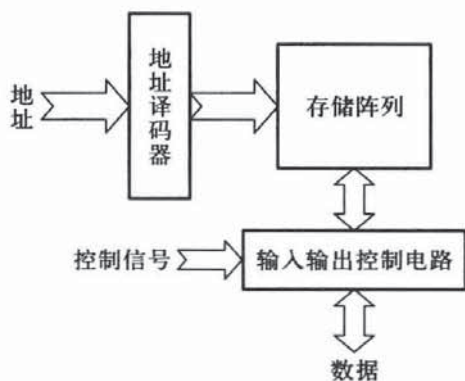 地址
地址译码器
存储阵列
控制信号
输入输出控制电路
数据